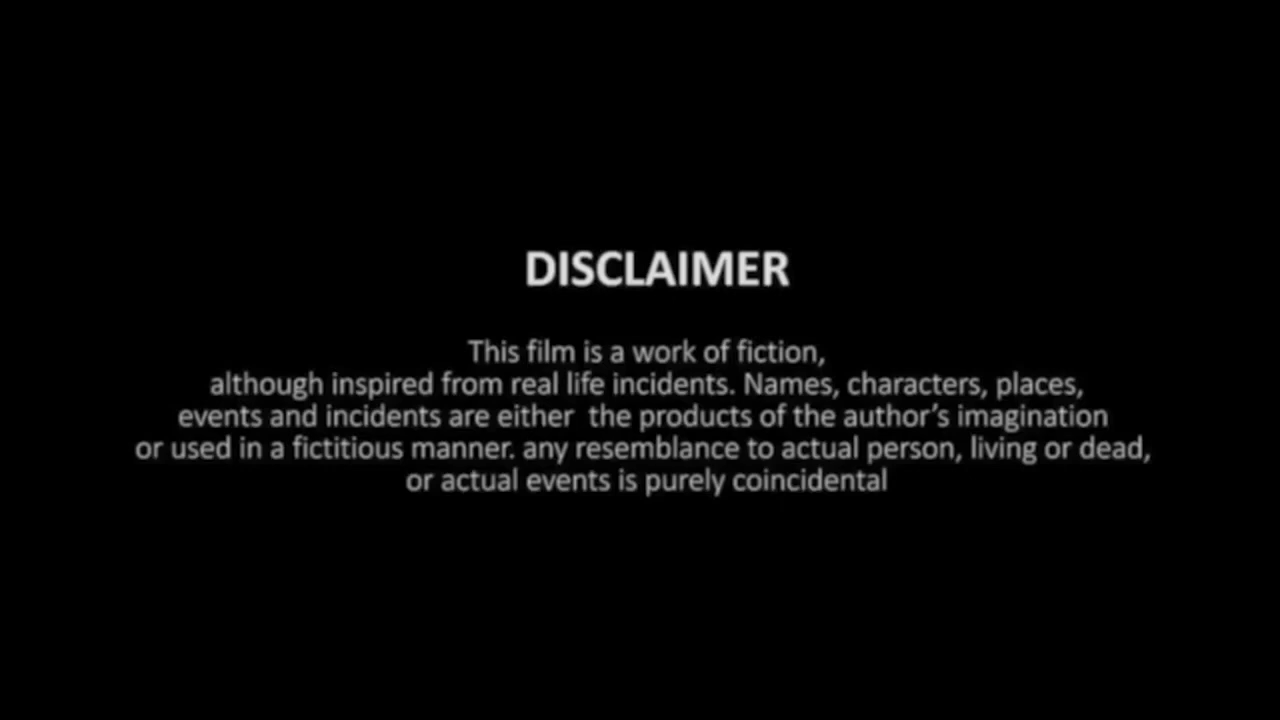 DISCLAIMER
This film is a work of fiction,
although inspired from real life incidents. Names, characters, places,
events and incidents are either  the products of the author’s imagination
or used in a fictitious manner. any resemblance to actual person, living or dead,
or actual events is purely coincidental